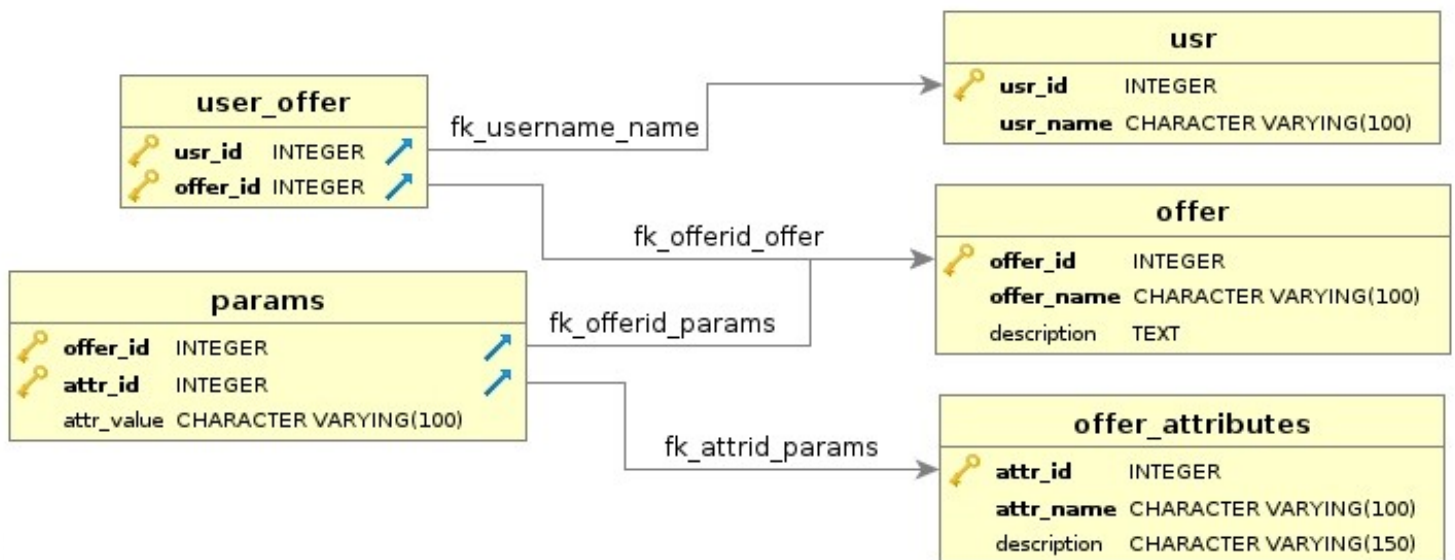 user_offer
usr_id INTEGER
offer_id INTEGER
fk_username_name
usr
usr_id INTEGER
usr_name CHARACTER VARYING(100)
fk_offerid_offer
offer
offer_id INTEGER
offer_name CHARACTER VARYING(100)
description TEXT
params
offer_id INTEGER
attr_id INTEGER
attr_value CHARACTER VARYING(100)
fk_offerid_params
fk_attrid_params
offer_attributes
attr_id INTEGER
attr_name CHARACTER VARYING(100)
description CHARACTER VARYING(150)